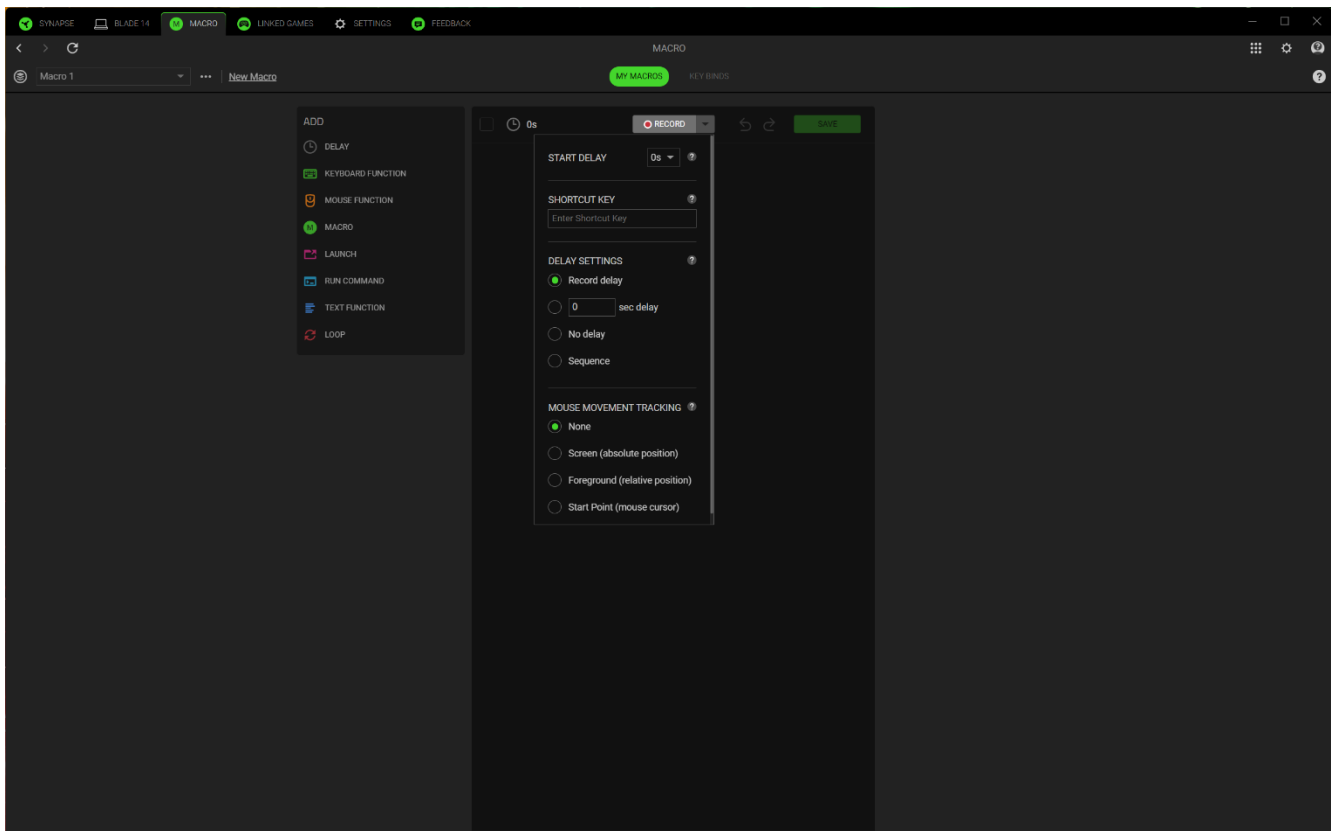 SYNAPSE BLADE 14 M MACRO LINKED GAMES SETTINGS FEEDBACK
MACRO
Macro 1 ••• New Macro MY MACROS KEY BINDS ?
ADD
DELAY
KEYBOARD FUNCTION
MOUSE FUNCTION
M MACRO
LAUNCH
RUN COMMAND
TEXT FUNCTION
LOOP
0s RECORD SAVE
START DELAY 0s ?
SHORTCUT KEY ?
Enter Shortcut Key
DELAY SETTINGS ?
Record delay
0 sec delay
No delay
Sequence
MOUSE MOVEMENT TRACKING ?
None
Screen (absolute position)
Foreground (relative position)
Start Point (mouse cursor)